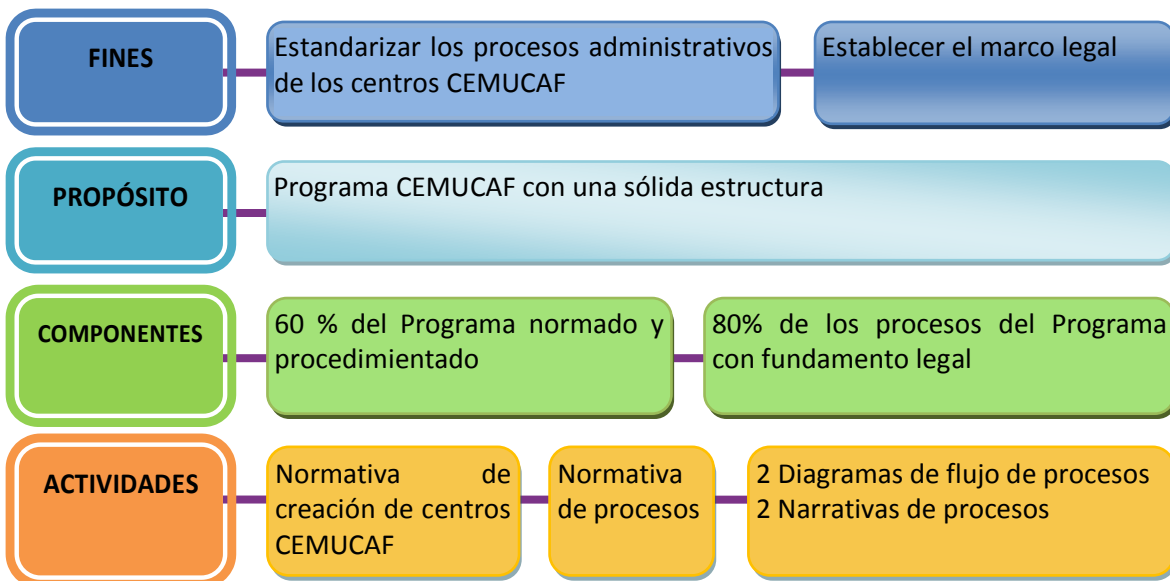 FINES
Estandarizar los procesos administrativos
de los centros CEMUCAF
Establecer el marco legal
PROPÓSITO
Programa CEMUCAF con una sólida estructura
COMPONENTES
60 % del Programa normado y
procedimientado
80% de los procesos del Programa
con fundamento legal
ACTIVIDADES
Normativa de
creación de centros
CEMUCAF
Normativa
de procesos
2 Diagramas de flujo de procesos
2 Narrativas de procesos